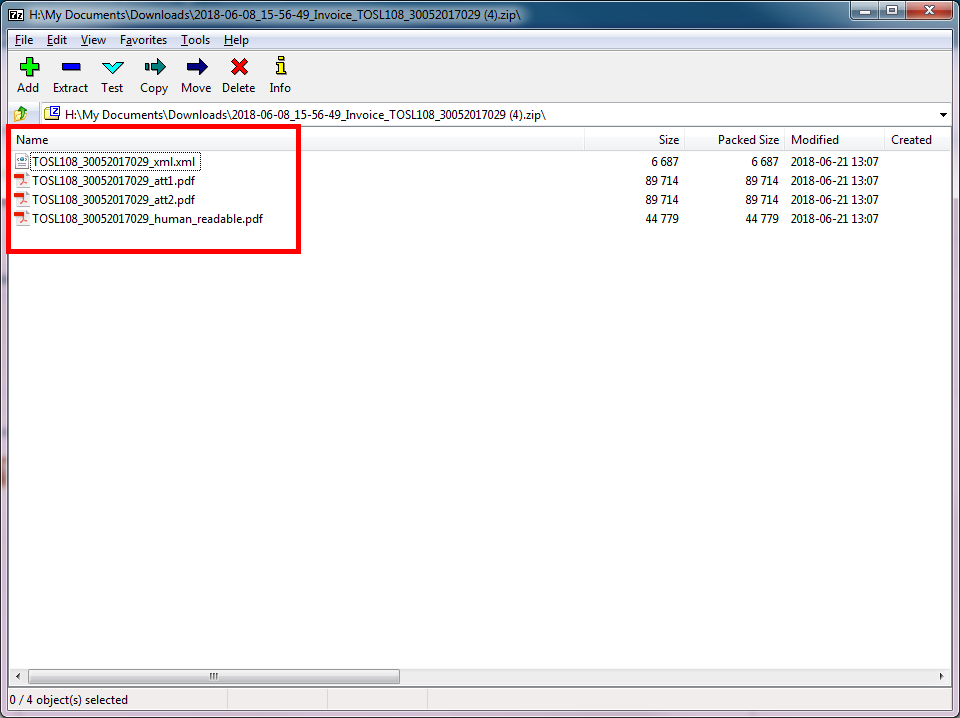 H:\My Documents\Downloads\2018-06-08_15-56-49_Invoice_TOSL108_30052017029 (4).zip\
File Edit View Favorites Tools Help
Add Extract Test Copy Move Delete Info
H:\My Documents\Downloads\2018-06-08_15-56-49_Invoice_TOSL108_30052017029 (4).zip\
Name Size Packed Size Modified Created
TOSL108_30052017029_xml.xml 6 687 6 687 2018-06-21 13:07
TOSL108_30052017029_att1.pdf 89 714 89 714 2018-06-21 13:07
TOSL108_30052017029_att2.pdf 89 714 89 714 2018-06-21 13:07
TOSL108_30052017029_human_readable.pdf 44 779 44 779 2018-06-21 13:07
0 / 4 object(s) selected